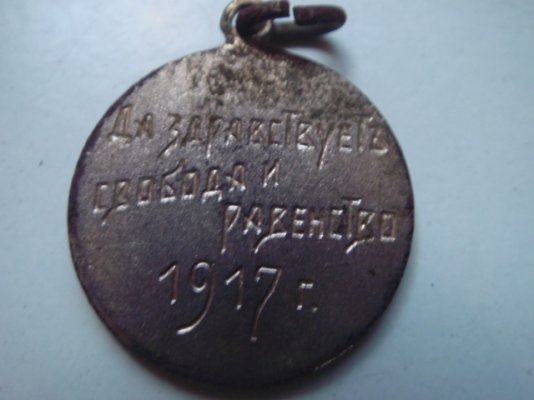 Да здравствуетъ
свобода и
равенство
1917 г.